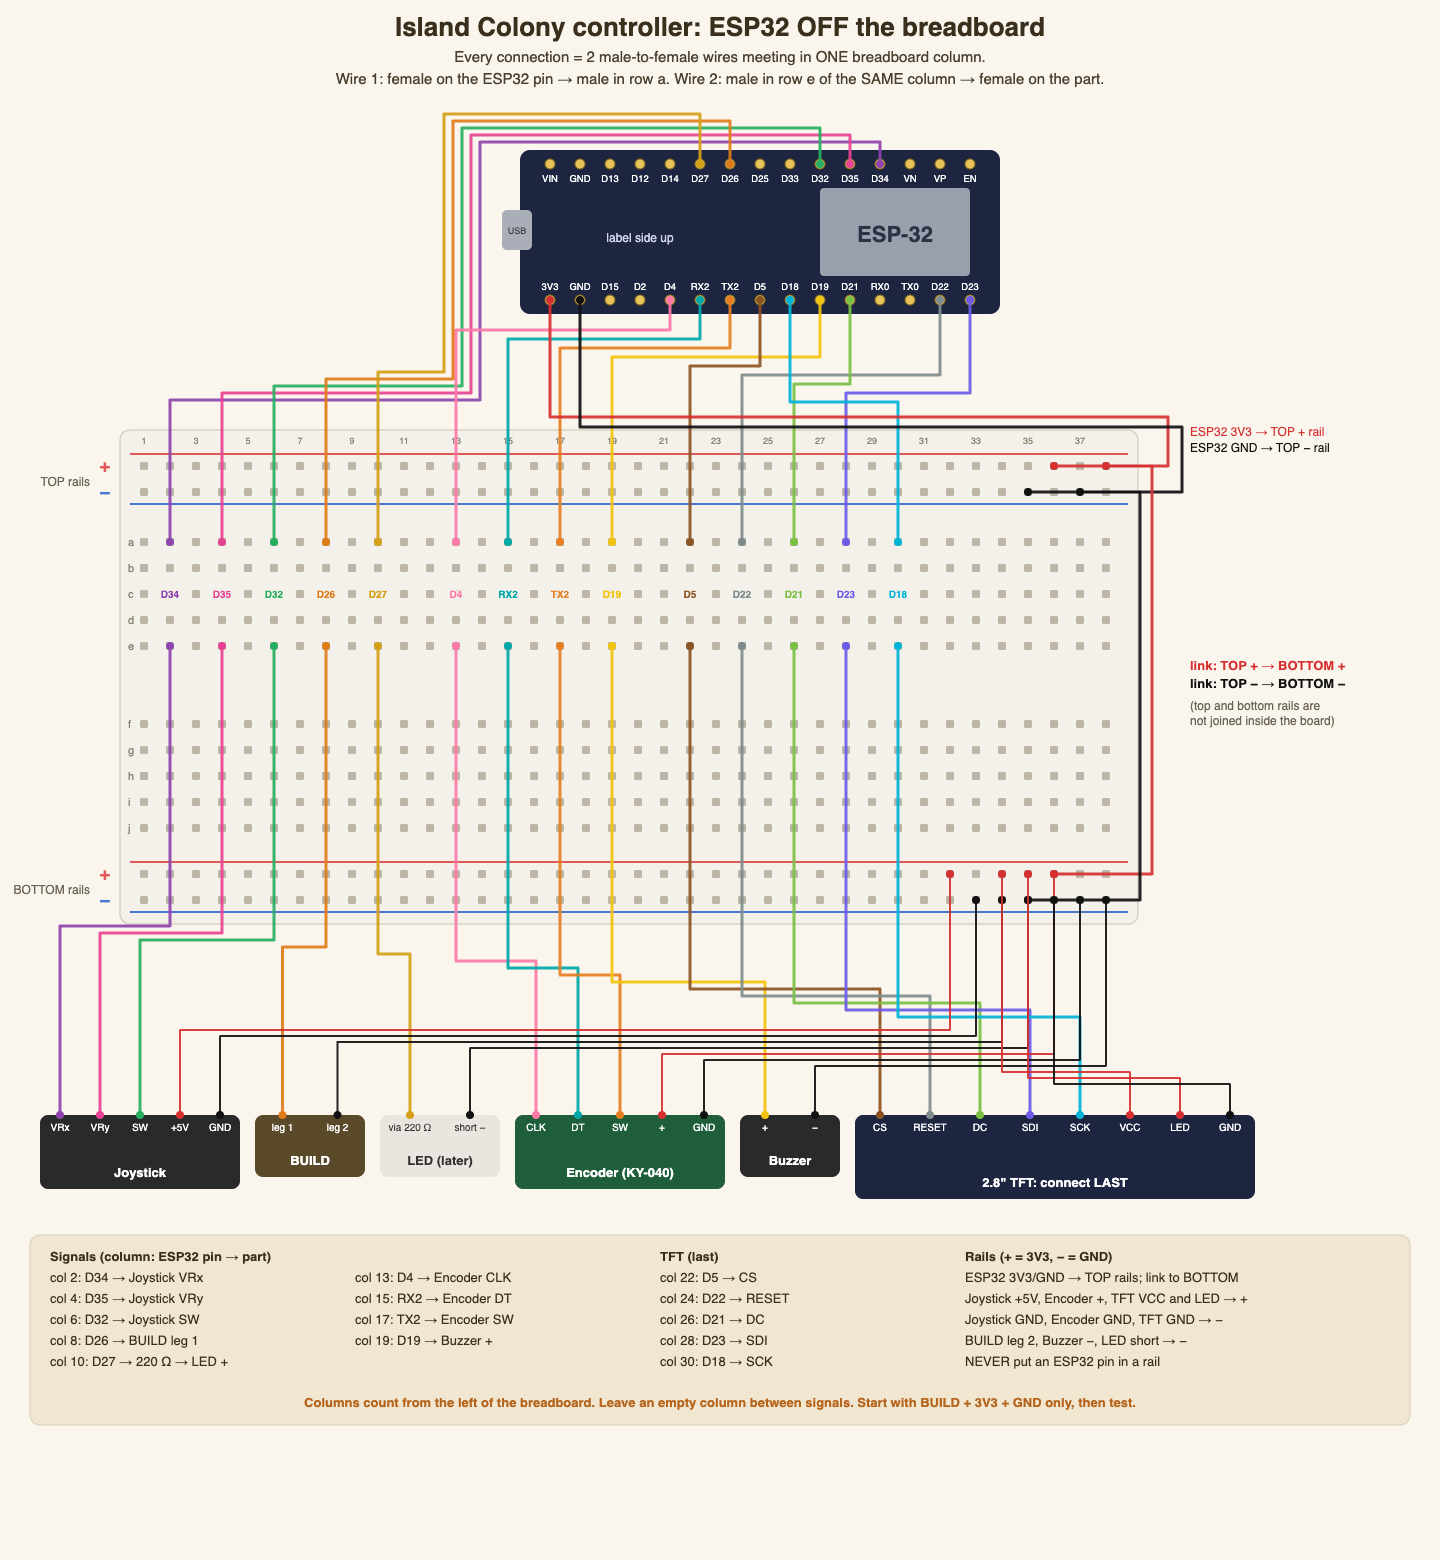 Island Colony controller: ESP32 OFF the breadboard
Every connection = 2 male-to-female wires meeting in ONE breadboard column.
Wire 1: female on the ESP32 pin → male in row a. Wire 2: male in row e of the SAME column → female on the part.
VIN GND D13 D12 D14 D27 D26 D25 D33 D32 D35 D34 VN VP EN
USB
label side up
ESP-32
3V3 GND D15 D2 D4 RX2 TX2 D5 D18 D19 D21 RX0 TX0 D22 D23
ESP32 3V3 → TOP + rail
ESP32 GND → TOP − rail
1 3 5 7 9 11 13 15 17 19 21 23 25 27 29 31 33 35 37
TOP rails
+
−
a
b
c D34 D35 D32 D26 D27 D4 RX2 TX2 D19 D5 D22 D21 D23 D18
d
e
link: TOP + → BOTTOM +
link: TOP − → BOTTOM −
(top and bottom rails are
not joined inside the board)
f
g
h
i
j
BOTTOM rails
+
−
VRx VRy SW +5V GND
Joystick
leg 1 leg 2
BUILD
via 220 Ω short −
LED (later)
CLK DT SW + GND
Encoder (KY-040)
+ −
Buzzer
CS RESET DC SDI SCK VCC LED GND
2.8" TFT: connect LAST
Signals (column: ESP32 pin → part)
col 2: D34 → Joystick VRx
col 4: D35 → Joystick VRy
col 6: D32 → Joystick SW
col 8: D26 → BUILD leg 1
col 10: D27 → 220 Ω → LED +
col 13: D4 → Encoder CLK
col 15: RX2 → Encoder DT
col 17: TX2 → Encoder SW
col 19: D19 → Buzzer +
TFT (last)
col 22: D5 → CS
col 24: D22 → RESET
col 26: D21 → DC
col 28: D23 → SDI
col 30: D18 → SCK
Rails (+ = 3V3, − = GND)
ESP32 3V3/GND → TOP rails; link to BOTTOM
Joystick +5V, Encoder +, TFT VCC and LED → +
Joystick GND, Encoder GND, TFT GND → −
BUILD leg 2, Buzzer −, LED short → −
NEVER put an ESP32 pin in a rail
Columns count from the left of the breadboard. Leave an empty column between signals. Start with BUILD + 3V3 + GND only, then test.